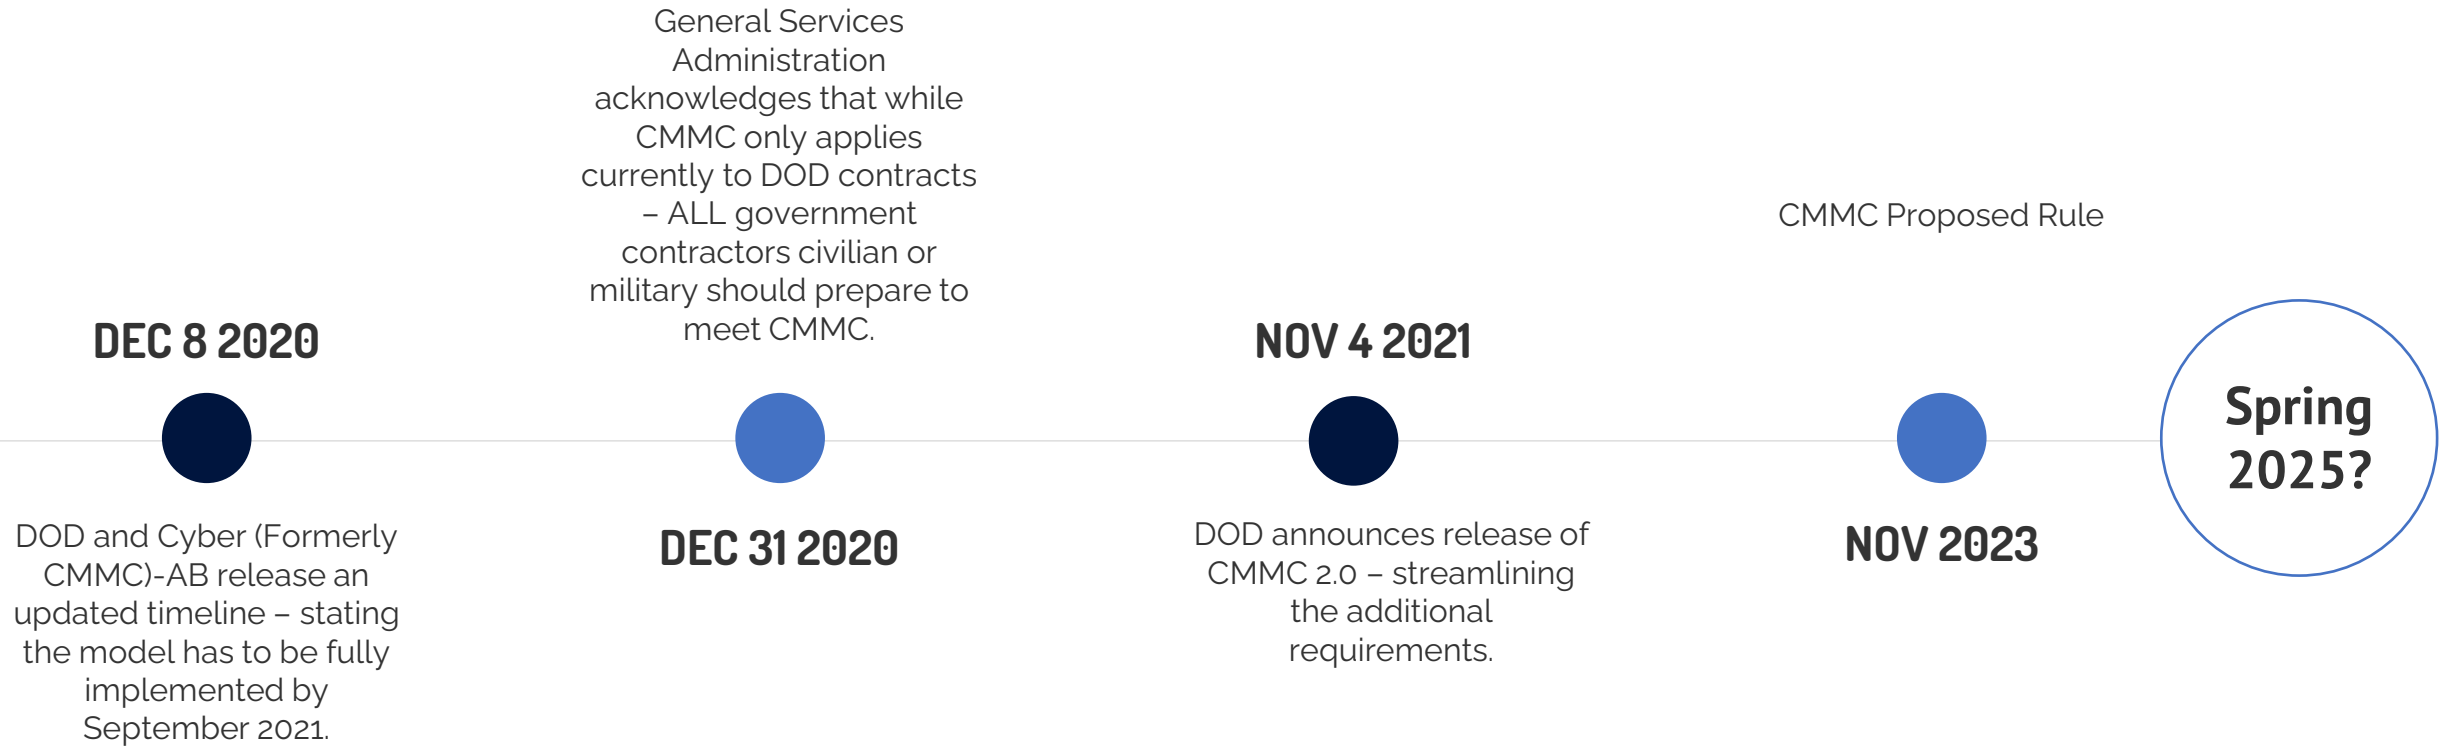 DEC 8 2020
DOD and Cyber (Formerly
CMMC)-AB release an
updated timeline – stating
the model has to be fully
implemented by
September 2021.
General Services
Administration
acknowledges that while
CMMC only applies
currently to DOD contracts
– ALL government
contractors civilian or
military should prepare to
meet CMMC.
DEC 31 2020
NOV 4 2021
DOD announces release of
CMMC 2.0 – streamlining
the additional
requirements.
CMMC Proposed Rule
NOV 2023
Spring
2025?